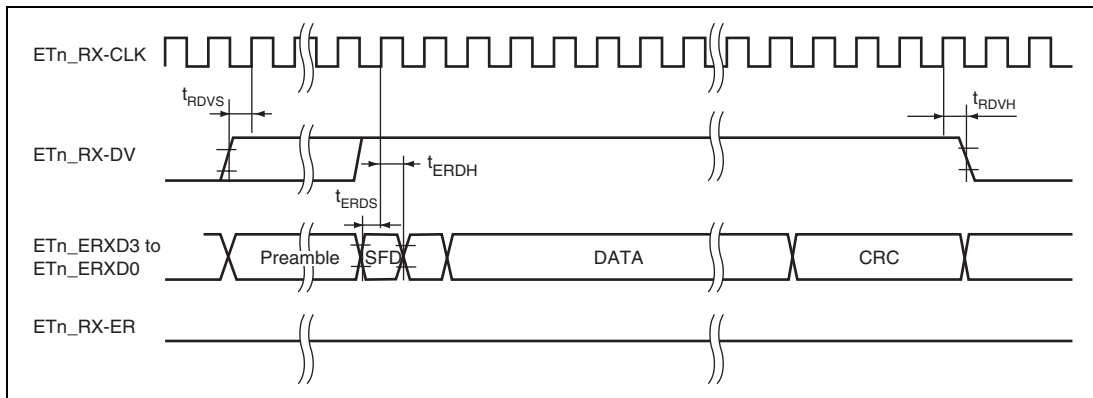 ETn_RX-CLK
tRDVS
tRDVH
ETn_RX-DV
tERDH
tERDS
ETn_ERXD3 to
ETn_ERXD0
Preamble
SFD
DATA
CRC
ETn_RX-ER